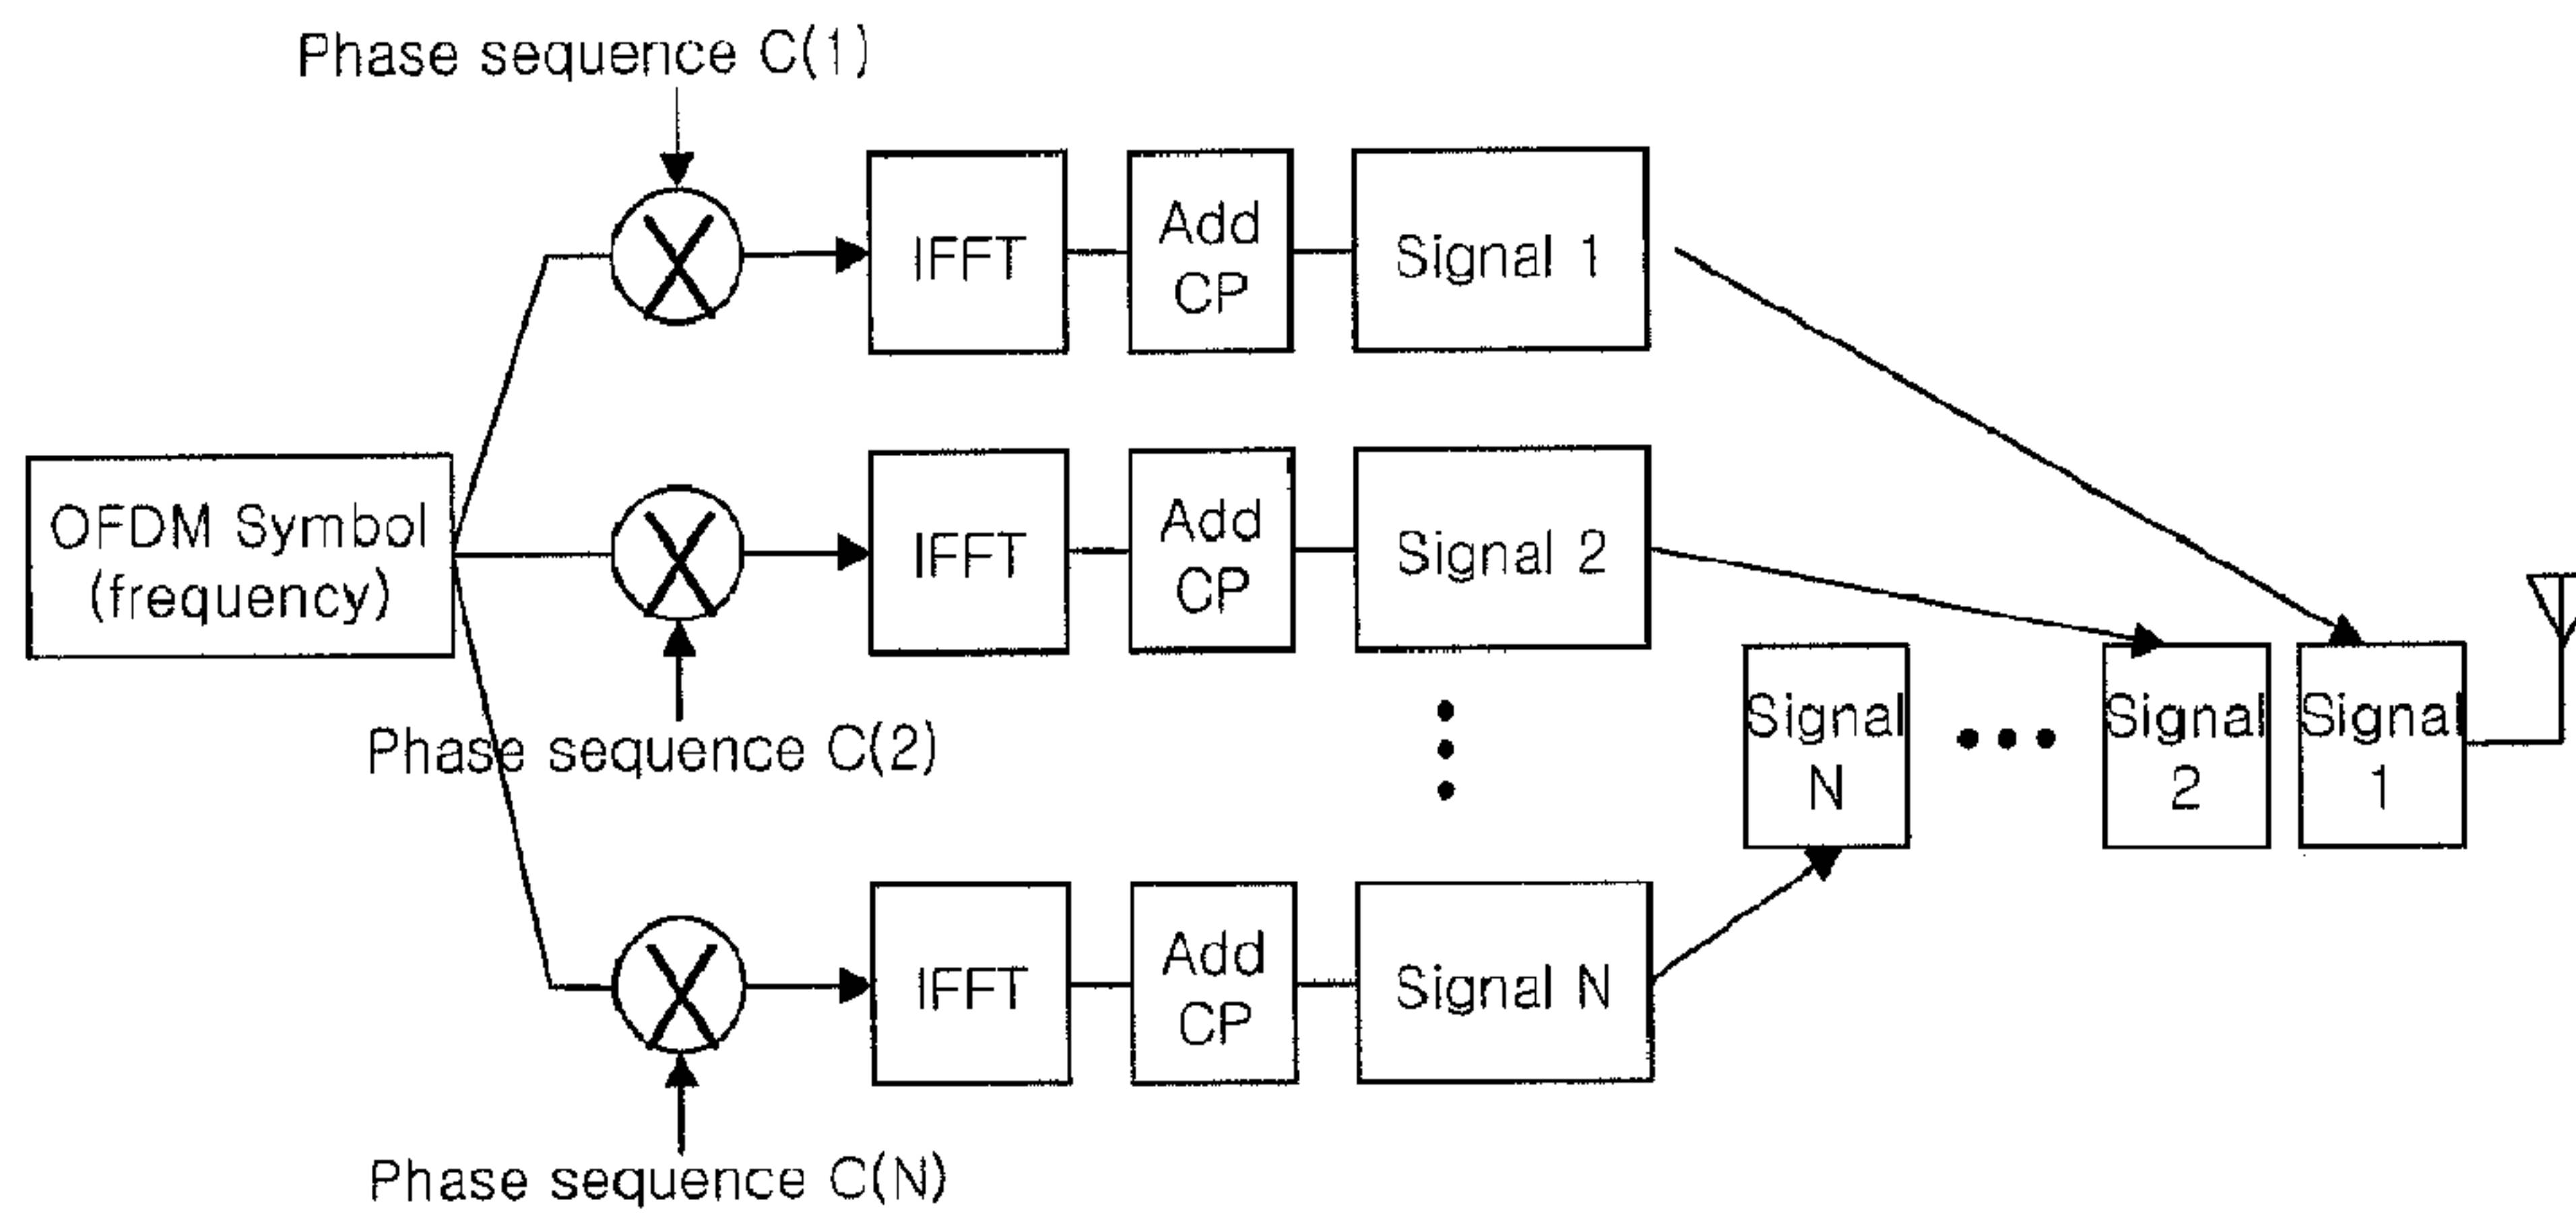 Phase sequence C(1)
IFFT
Add
CP
Signal 1
OFDM Symbol
(frequency)
IFFT
Add
CP
Signal 2
Phase sequence C(2)
Signal
N
Signal
2
Signal
1
IFFT
Add
CP
Signal N
Phase sequence C(N)